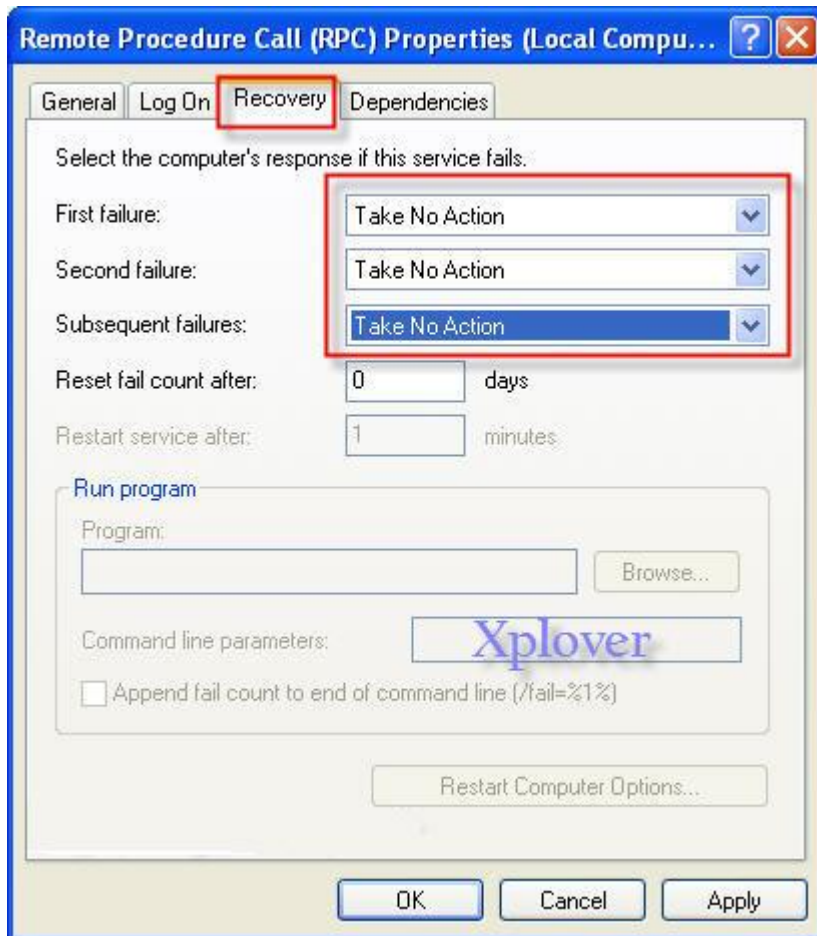 Remote Procedure Call (RPC) Properties (Local Compu...
General Log On Recovery Dependencies
Select the computer's response if this service fails.
First failure: Take No Action
Second failure: Take No Action
Subsequent failures: Take No Action
Reset fail count after: 0 days
Restart service after: 1 minutes
Run program
Program:
Browse...
Command line parameters: Xplover
Append fail count to end of command line (/fail=%1%)
Restart Computer Options...
OK Cancel Apply